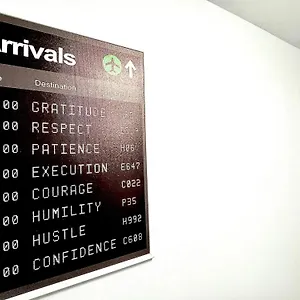 rrivals
Destination
00 GRATITUDE
00 RESPECT
00 PATIENCE H06
00 EXECUTION E647
00 COURAGE C022
00 HUMILITY P35
00 HUSTLE H992
00 CONFIDENCE C608